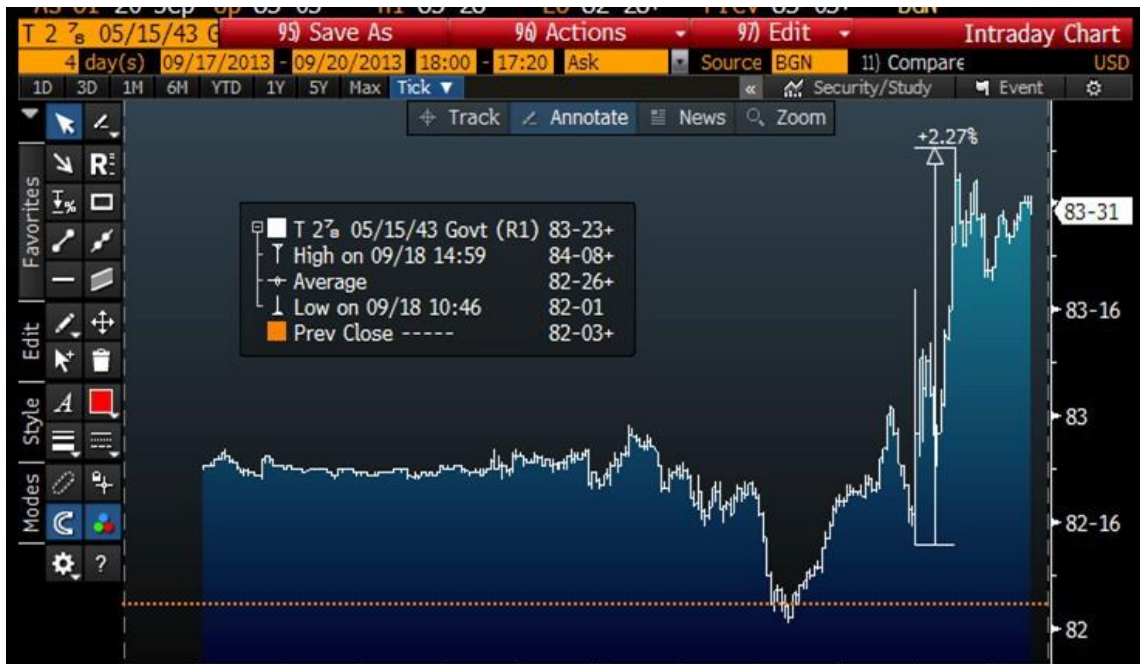 T 2 ⅞ 05/15/43 G 95) Save As 96) Actions 97) Edit Intraday Chart
4 day(s) 09/17/2013 - 09/20/2013 18:00 - 17:20 Ask Source BGN 11) Compare USD
1D 3D 1M 6M YTD 1Y 5Y Max Tick ▼ « Security/Study Event
Track Annotate News Zoom
+2.27%
Favorites
R
%
T 2⅞ 05/15/43 Govt (R1) 83-23+
High on 09/18 14:59 84-08+
Average 82-26+
Low on 09/18 10:46 82-01
Prev Close ----- 82-03+
83-31
83-16
Edit
Style
A
83
Modes
82-16
?
82